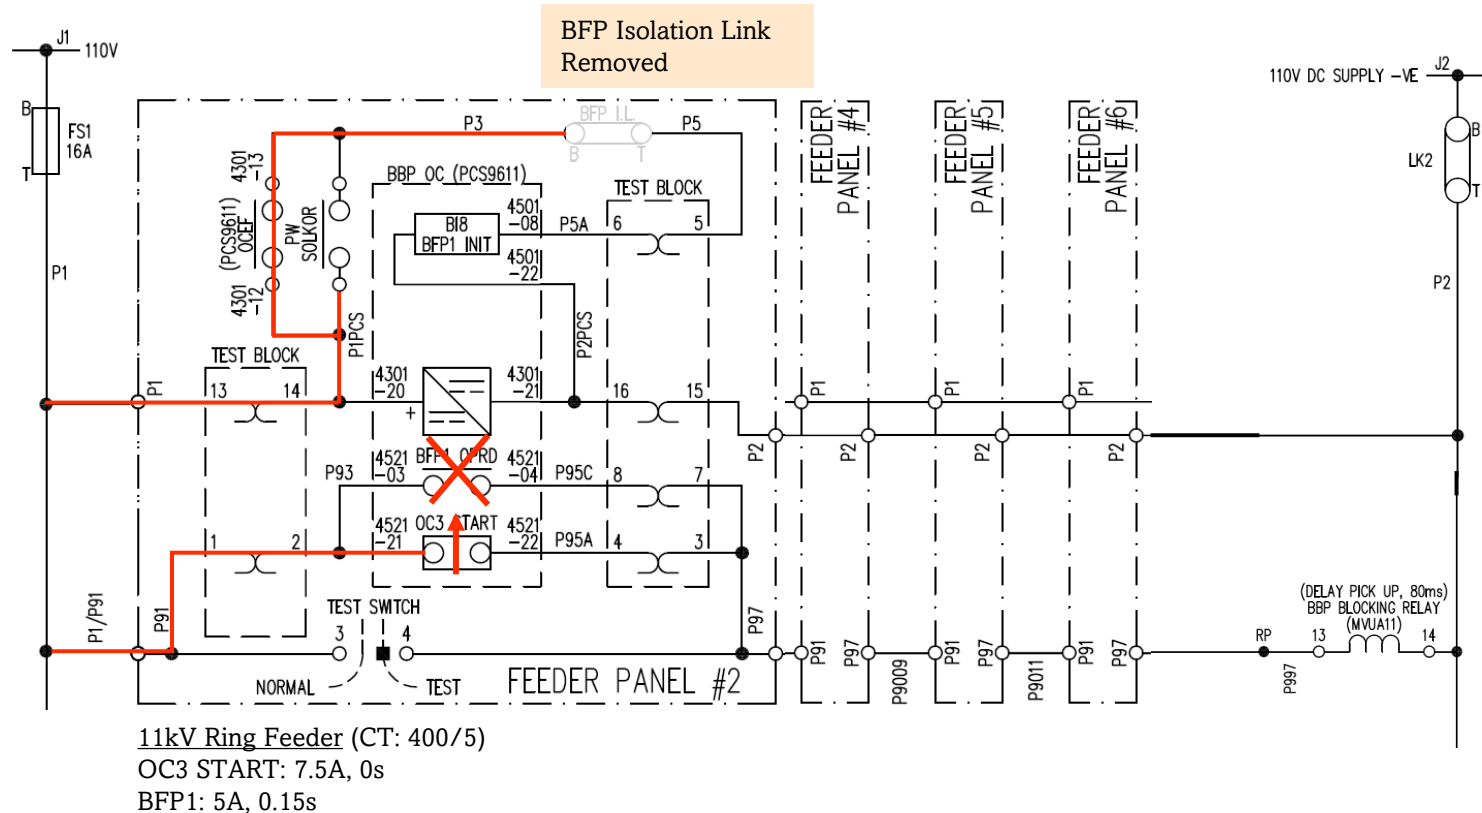 BFP Isolation Link
Removed
J1
110V
110V DC SUPPLY -VE
J2
B
FS1
16A
T
P1
P3
BFP I.L.
B
T
P5
FEEDER
PANEL #4
FEEDER
PANEL #5
FEEDER
PANEL #6
B
LK2
T
P2
4301
-13
(PCS9611)
OCEF
PW
SOLKOR
4301
-12
P1PCS
BBP OC (PCS9611)
BI8
BFP1 INIT
4501
-08
4501
-22
P5A
TEST BLOCK
6
5
P2PCS
TEST BLOCK
P1
13
14
4301
-20
+
4301
-21
16
15
P1
P1
P1
P2
P2
P2
P2
P93
4521
-03
BFP1 OPRD
4521
-04
P95C
8
7
1
2
4521
-21
OC3 START
4521
-22
P95A
4
3
P1/P91
P91
TEST SWITCH
3
4
P97
NORMAL
TEST
FEEDER PANEL #2
P91
P97
P9009
P91
P97
P9011
P91
P97
(DELAY PICK UP, 80ms)
BBP BLOCKING RELAY
(MVUA11)
RP
13
14
P997
11kV Ring Feeder (CT: 400/5)
OC3 START: 7.5A, 0s
BFP1: 5A, 0.15s